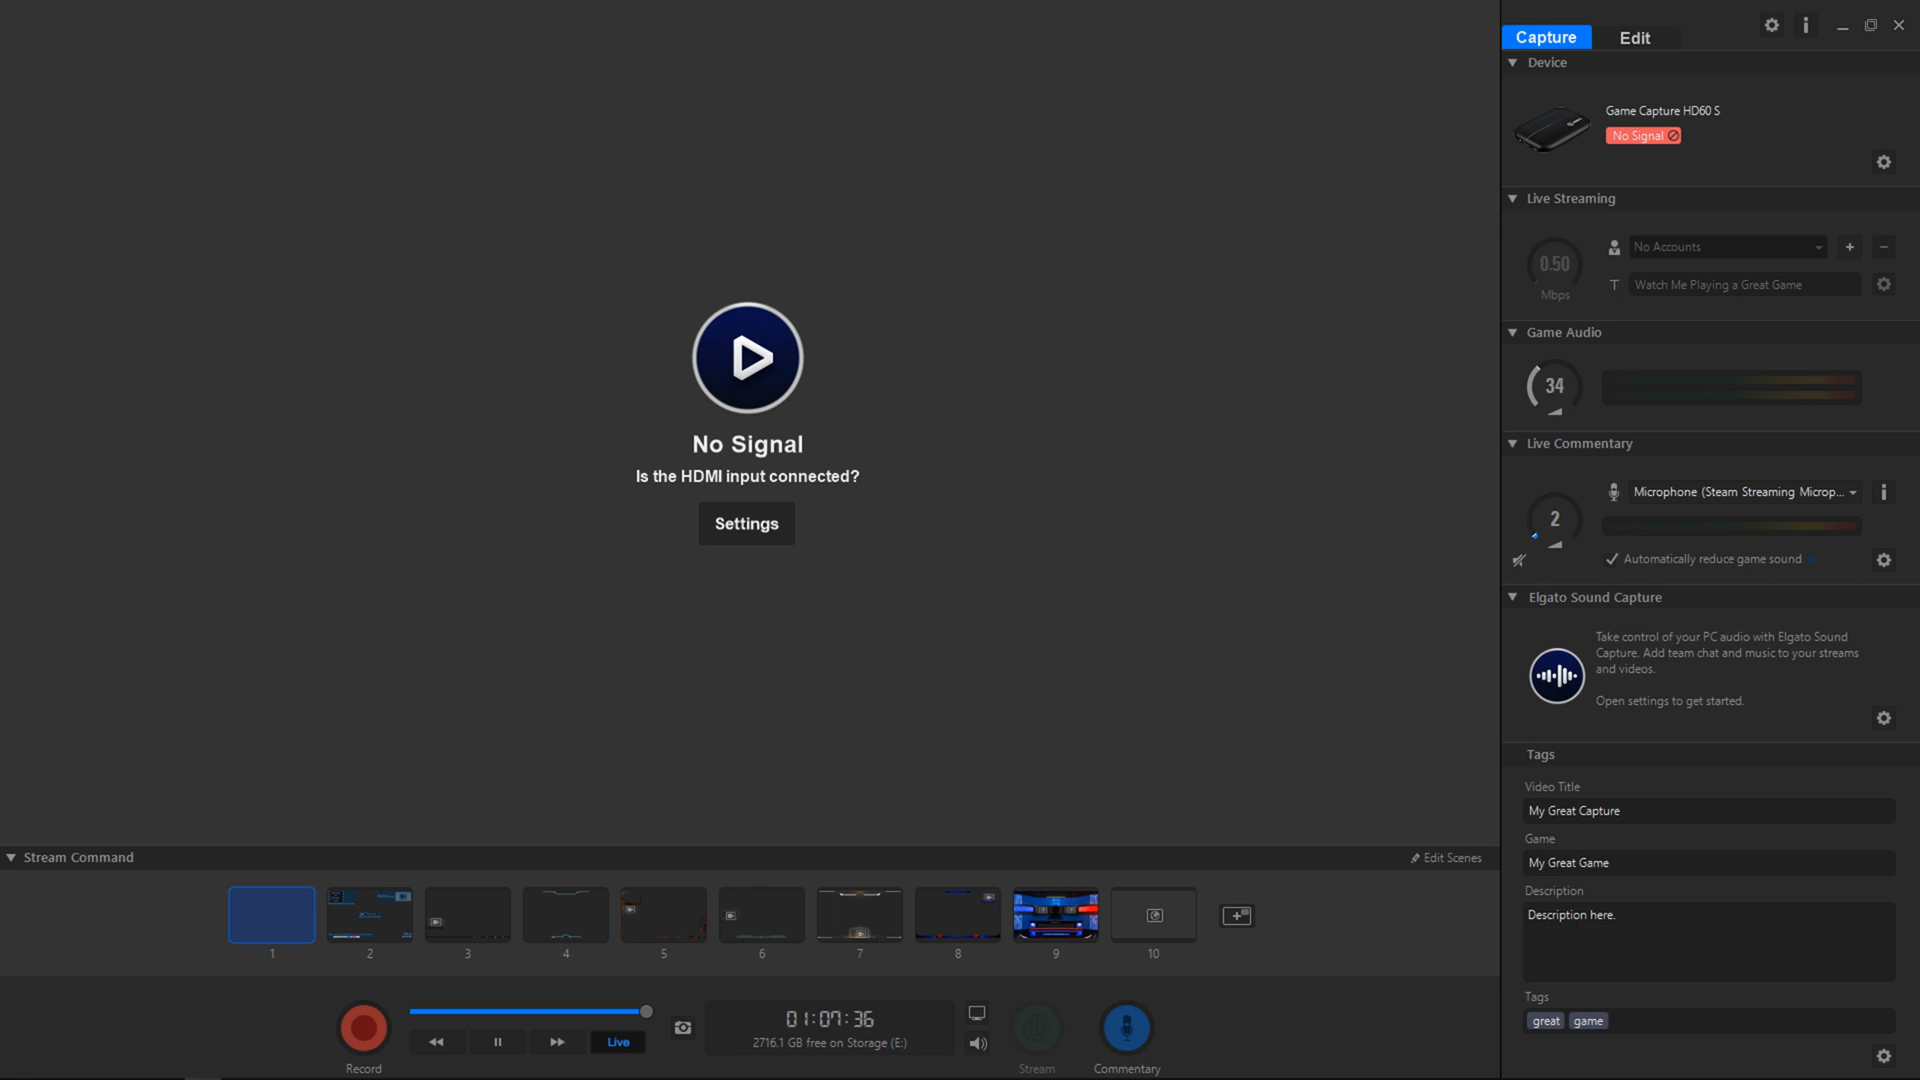 Capture
Edit
Device
Game Capture HD60 S
No Signal
Live Streaming
0.50
Mbps
No Accounts
+
−
T
Watch Me Playing a Great Game
Game Audio
34
Live Commentary
2
Microphone (Steam Streaming Microp...
Automatically reduce game sound
Elgato Sound Capture
Take control of your PC audio with Elgato Sound
Capture. Add team chat and music to your streams
and videos.
Open settings to get started.
Tags
Video Title
My Great Capture
Game
My Great Game
Description
Description here.
Tags
great game
No Signal
Is the HDMI input connected?
Settings
Stream Command
Edit Scenes
1 2 3 4 5 6 7 8 9 10
Record
Live
01:07:36
2716.1 GB free on Storage (E:)
Stream
Commentary